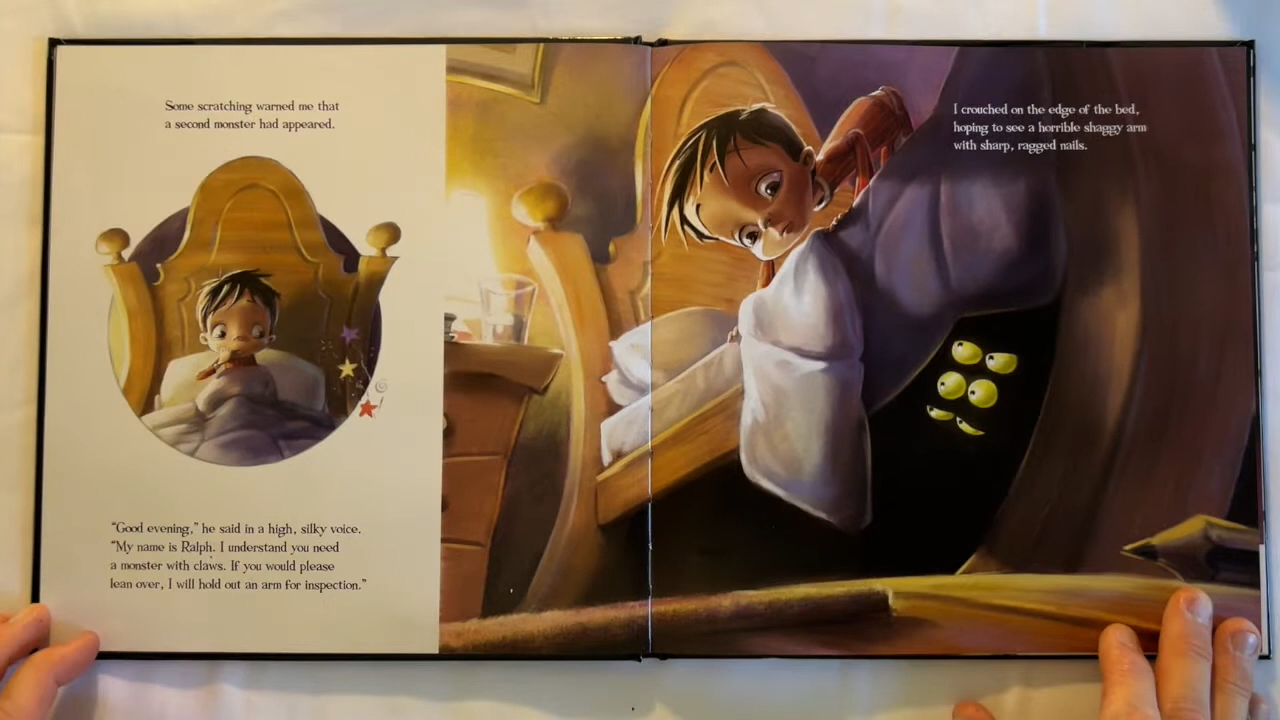 Some scratching warned me that
a second monster had appeared.
"Good evening," he said in a high, silky voice.
"My name is Ralph. I understand you need
a monster with claws. If you would please
lean over, I will hold out an arm for inspection."
I crouched on the edge of the bed,
hoping to see a horrible shaggy arm
with sharp, ragged nails.